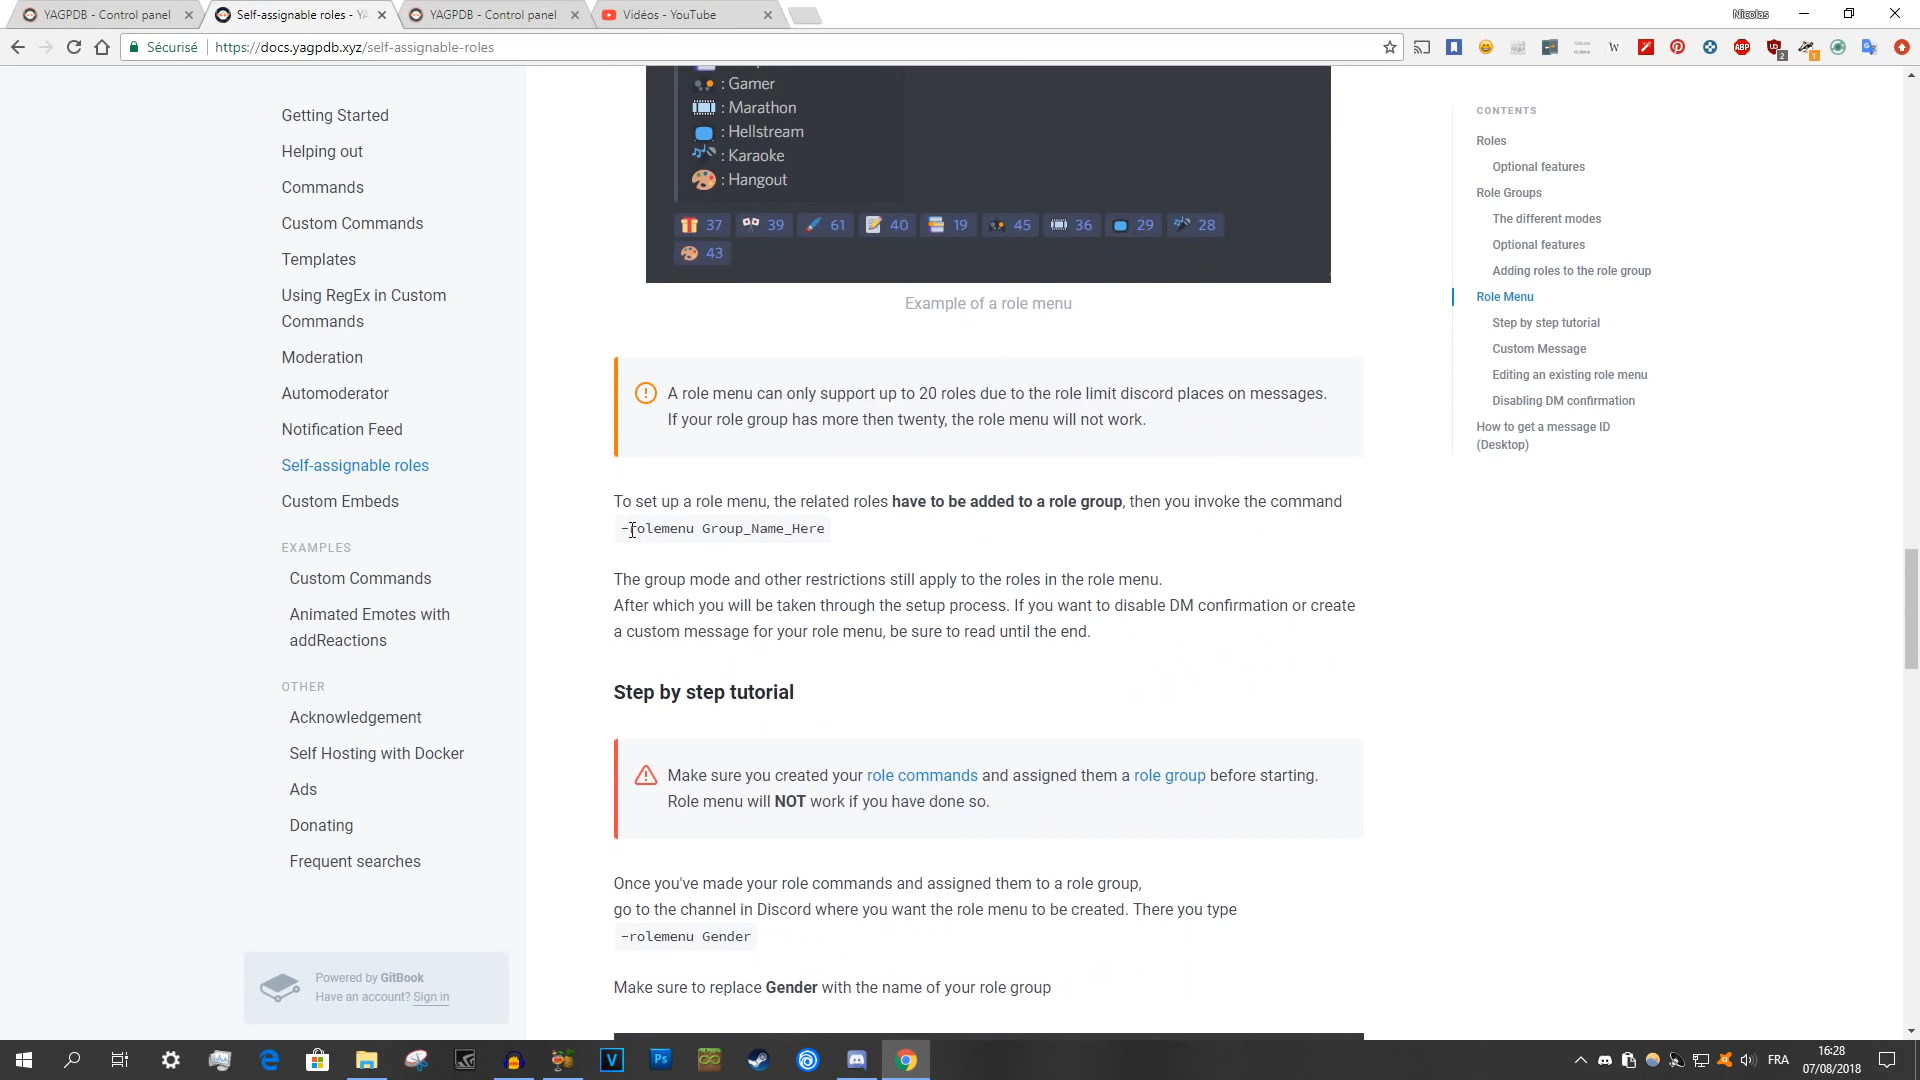 YAGPDB - Control panel
Self-assignable roles - YA
YAGPDB - Control panel
Vidéos - YouTube
Nicolas
Sécurisé
https://docs.yagpdb.xyz/self-assignable-roles
Getting Started
Helping out
Commands
Custom Commands
Templates
Using RegEx in Custom
Commands
Moderation
Automoderator
Notification Feed
Self-assignable roles
Custom Embeds
EXAMPLES
Custom Commands
Animated Emotes with
addReactions
OTHER
Acknowledgement
Self Hosting with Docker
Ads
Donating
Frequent searches
Powered by GitBook
Have an account? Sign in
: Gamer
: Marathon
: Hellstream
: Karaoke
: Hangout
37 39 61 40 19 45 36 29 28
43
Example of a role menu
A role menu can only support up to 20 roles due to the role limit discord places on messages.
If your role group has more then twenty, the role menu will not work.
To set up a role menu, the related roles have to be added to a role group, then you invoke the command
-rolemenu Group_Name_Here
The group mode and other restrictions still apply to the roles in the role menu.
After which you will be taken through the setup process. If you want to disable DM confirmation or create
a custom message for your role menu, be sure to read until the end.
Step by step tutorial
Make sure you created your role commands and assigned them a role group before starting.
Role menu will NOT work if you have done so.
Once you've made your role commands and assigned them to a role group,
go to the channel in Discord where you want the role menu to be created. There you type
-rolemenu Gender
Make sure to replace Gender with the name of your role group
CONTENTS
Roles
Optional features
Role Groups
The different modes
Optional features
Adding roles to the role group
Role Menu
Step by step tutorial
Custom Message
Editing an existing role menu
Disabling DM confirmation
How to get a message ID
(Desktop)
FRA
16:28
07/08/2018